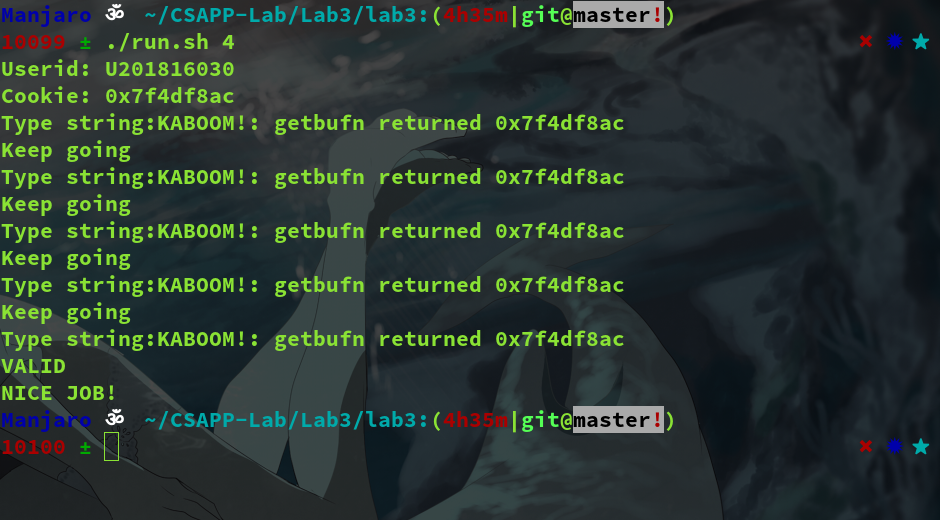 Manjaro ॐ ~/CSAPP-Lab/Lab3/lab3:(4h35m|git@master!)
10099 ± ./run.sh 4 ✖ ✹ ★
Userid: U201816030
Cookie: 0x7f4df8ac
Type string:KABOOM!: getbufn returned 0x7f4df8ac
Keep going
Type string:KABOOM!: getbufn returned 0x7f4df8ac
Keep going
Type string:KABOOM!: getbufn returned 0x7f4df8ac
Keep going
Type string:KABOOM!: getbufn returned 0x7f4df8ac
Keep going
Type string:KABOOM!: getbufn returned 0x7f4df8ac
VALID
NICE JOB!
Manjaro ॐ ~/CSAPP-Lab/Lab3/lab3:(4h35m|git@master!)
10100 ± ✖ ✹ ★